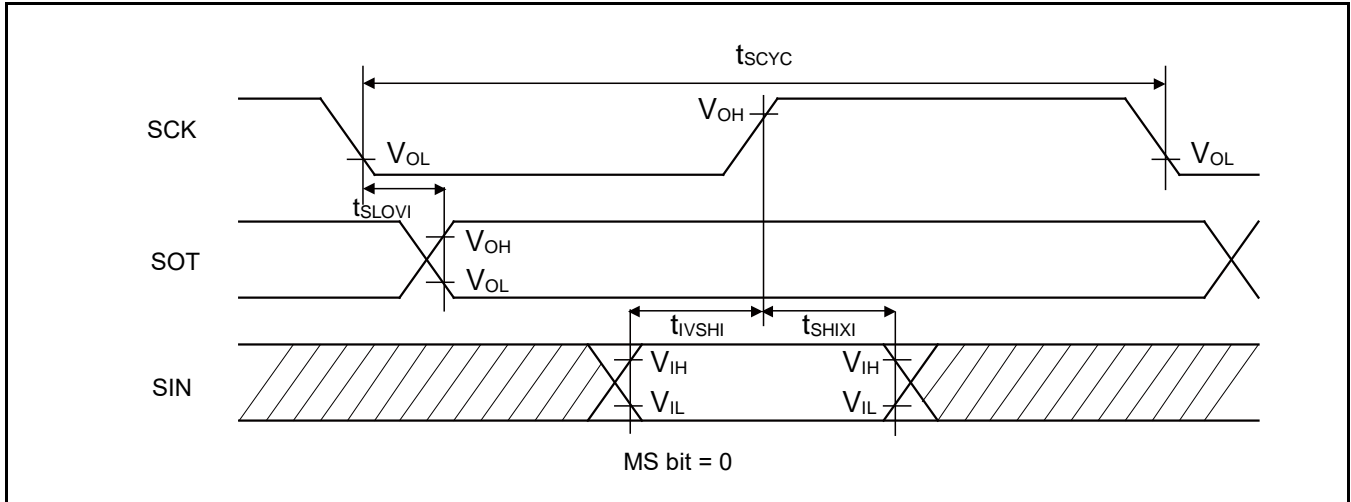 tSCYC
SCK
VOH
VOL
VOL
tSLOVI
SOT
VOH
VOL
tIVSHI
tSHIXI
SIN
VIH
VIH
VIL
VIL
MS bit = 0